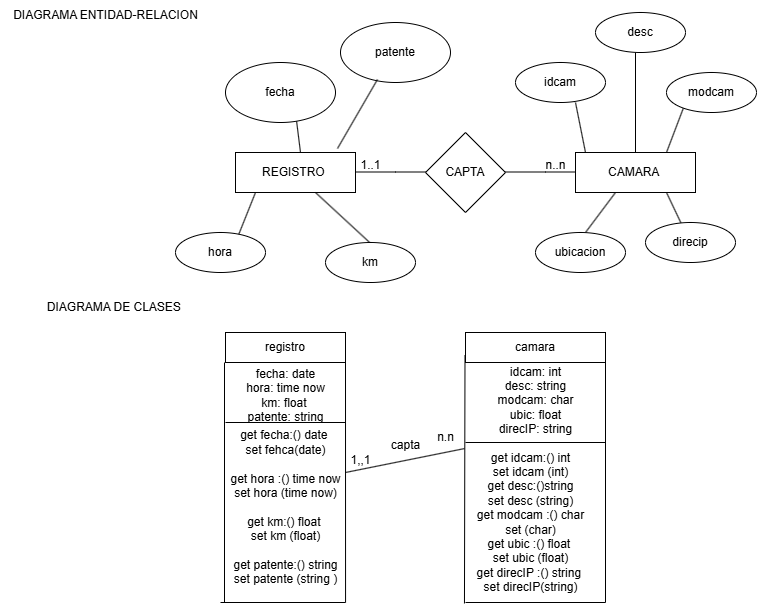 DIAGRAMA ENTIDAD-RELACION
desc
patente
idcam
fecha
modcam
REGISTRO
1..1
CAPTA
n..n
CAMARA
hora
km
ubicacion
direcip
DIAGRAMA DE CLASES
registro
fecha: date
hora: time now
km: float
patente: string
get fecha:() date
set fehca(date)
get hora :() time now
set hora (time now)
get km:() float
set km (float)
get patente:() string
set patente (string )
1,,1
capta
n.n
camara
idcam: int
desc: string
modcam: char
ubic: float
direcIP: string
get idcam:() int
set idcam (int)
get desc:()string
set desc (string)
get modcam :() char
set (char)
get ubic :() float
set ubic (float)
get direcIP :() string
set direcIP(string)